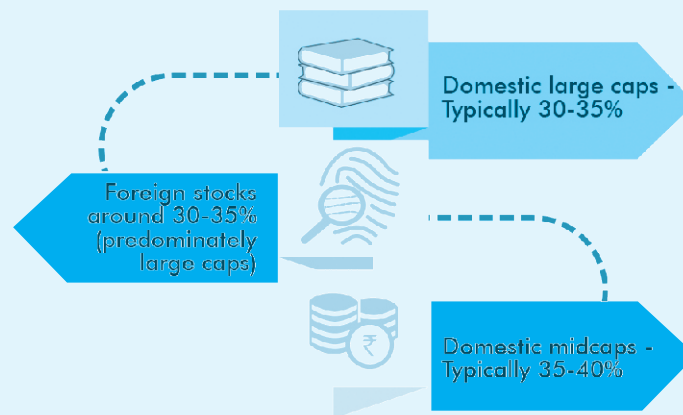 Domestic large caps -
Typically 30-35%
Foreign stocks
around 30-35%
(predominately
large caps)
₹
Domestic midcaps -
Typically 35-40%